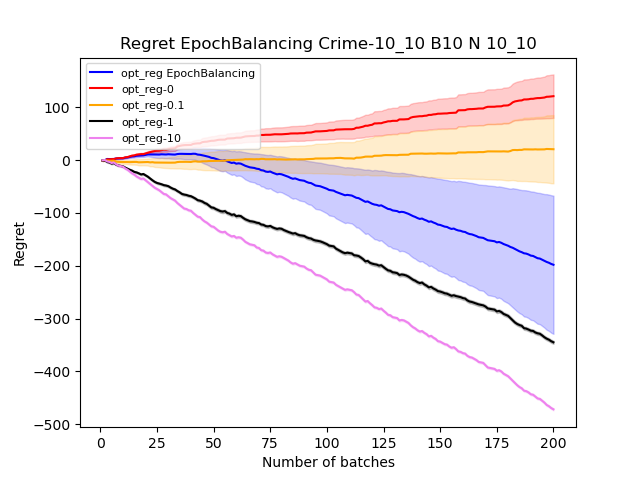 Regret EpochBalancing Crime-10_10 B10 N 10_10
opt_reg EpochBalancing
opt_reg-0
opt_reg-0.1
opt_reg-1
opt_reg-10
100
0
−100
−200
−300
−400
−500
Regret
0 25 50 75 100 125 150 175 200
Number of batches